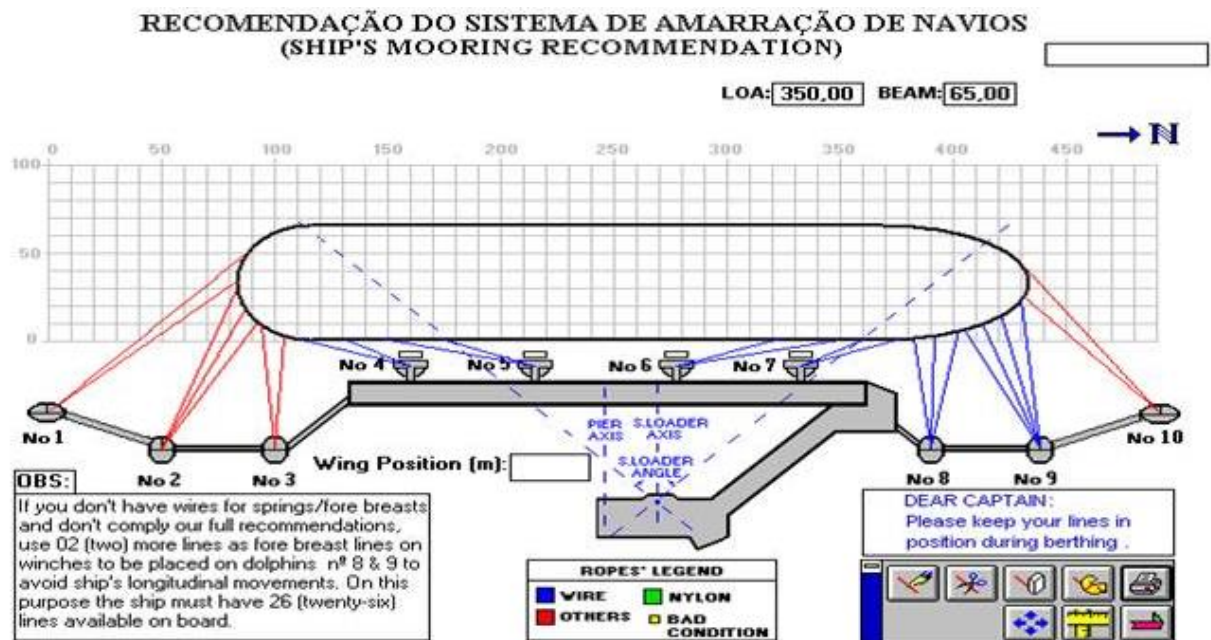 RECOMENDAÇÃO DO SISTEMA DE AMARRAÇÃO DE NAVIOS
(SHIP'S MOORING RECOMMENDATION)
LOA: 350,00 BEAM: 65,00
N
0 50 100 150 200 250 300 350 400 450
100
50
0
No 4 No 5 No 6 No 7
No 1
No 2 No 3
No 8 No 9
No 10
PIER AXIS
S.LOADER AXIS
S.LOADER ANGLE
Wing Position (m):
OBS:
If you don't have wires for springs/fore breasts
and don't comply our full recommendations,
use 02 (two) more lines as fore breast lines on
winches to be placed on dolphins nº 8 & 9 to
avoid ship's longitudinal movements. On this
purpose the ship must have 26 (twenty-six)
lines available on board.
ROPES' LEGEND
WIRE NYLON
OTHERS BAD CONDITION
DEAR CAPTAIN:
Please keep your lines in
position during berthing .